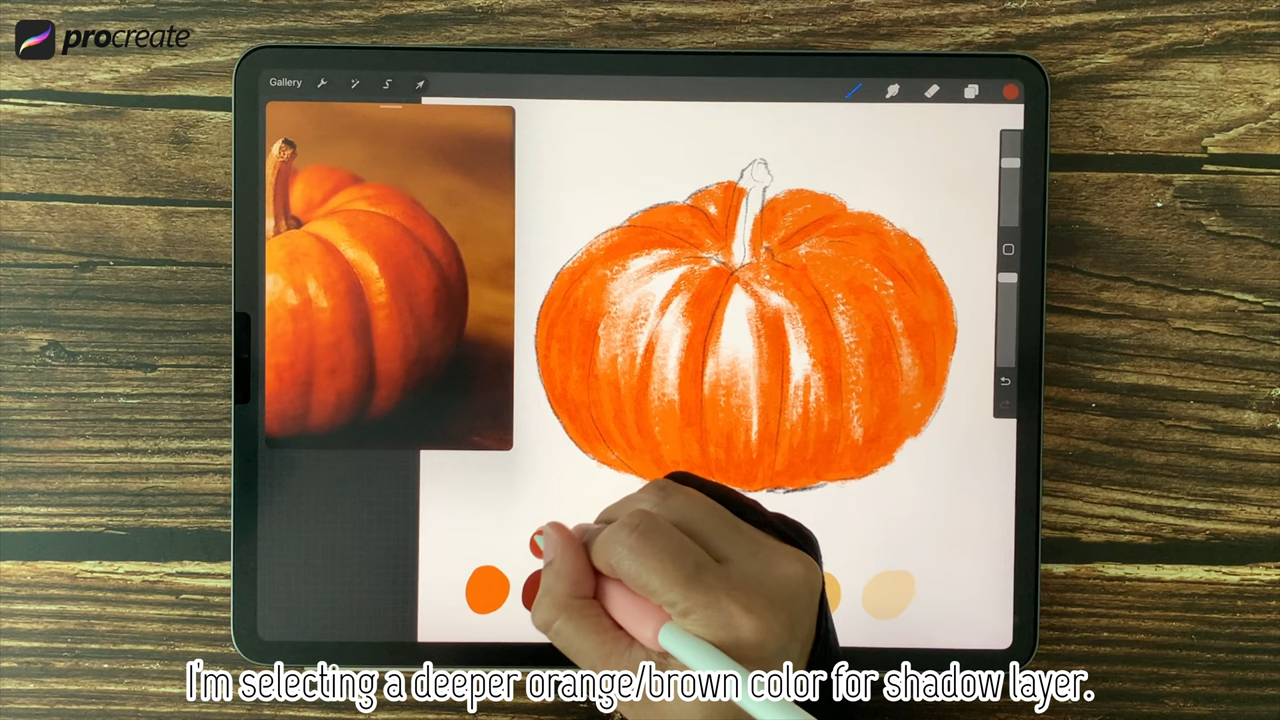 procreate
Gallery
I'm selecting a deeper orange/brown color for shadow layer.